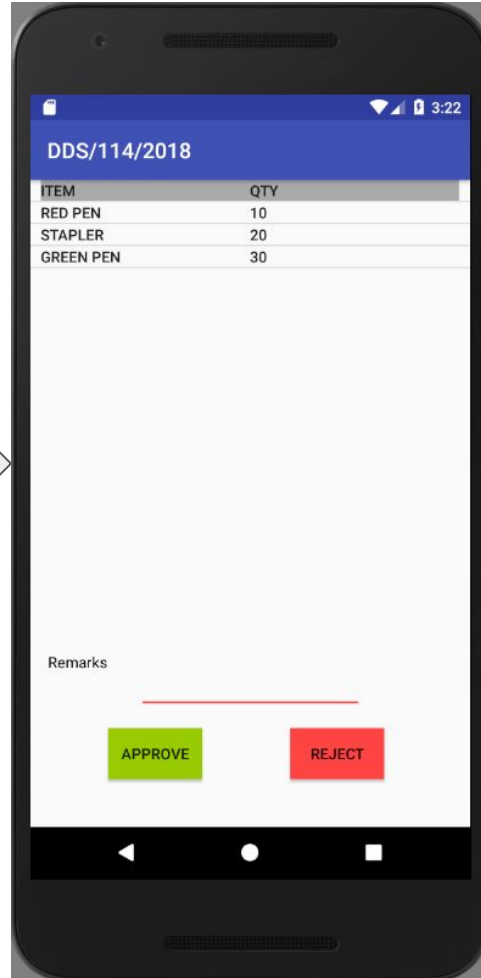 3:22
DDS/114/2018
ITEM QTY
RED PEN 10
STAPLER 20
GREEN PEN 30
Remarks
APPROVE REJECT